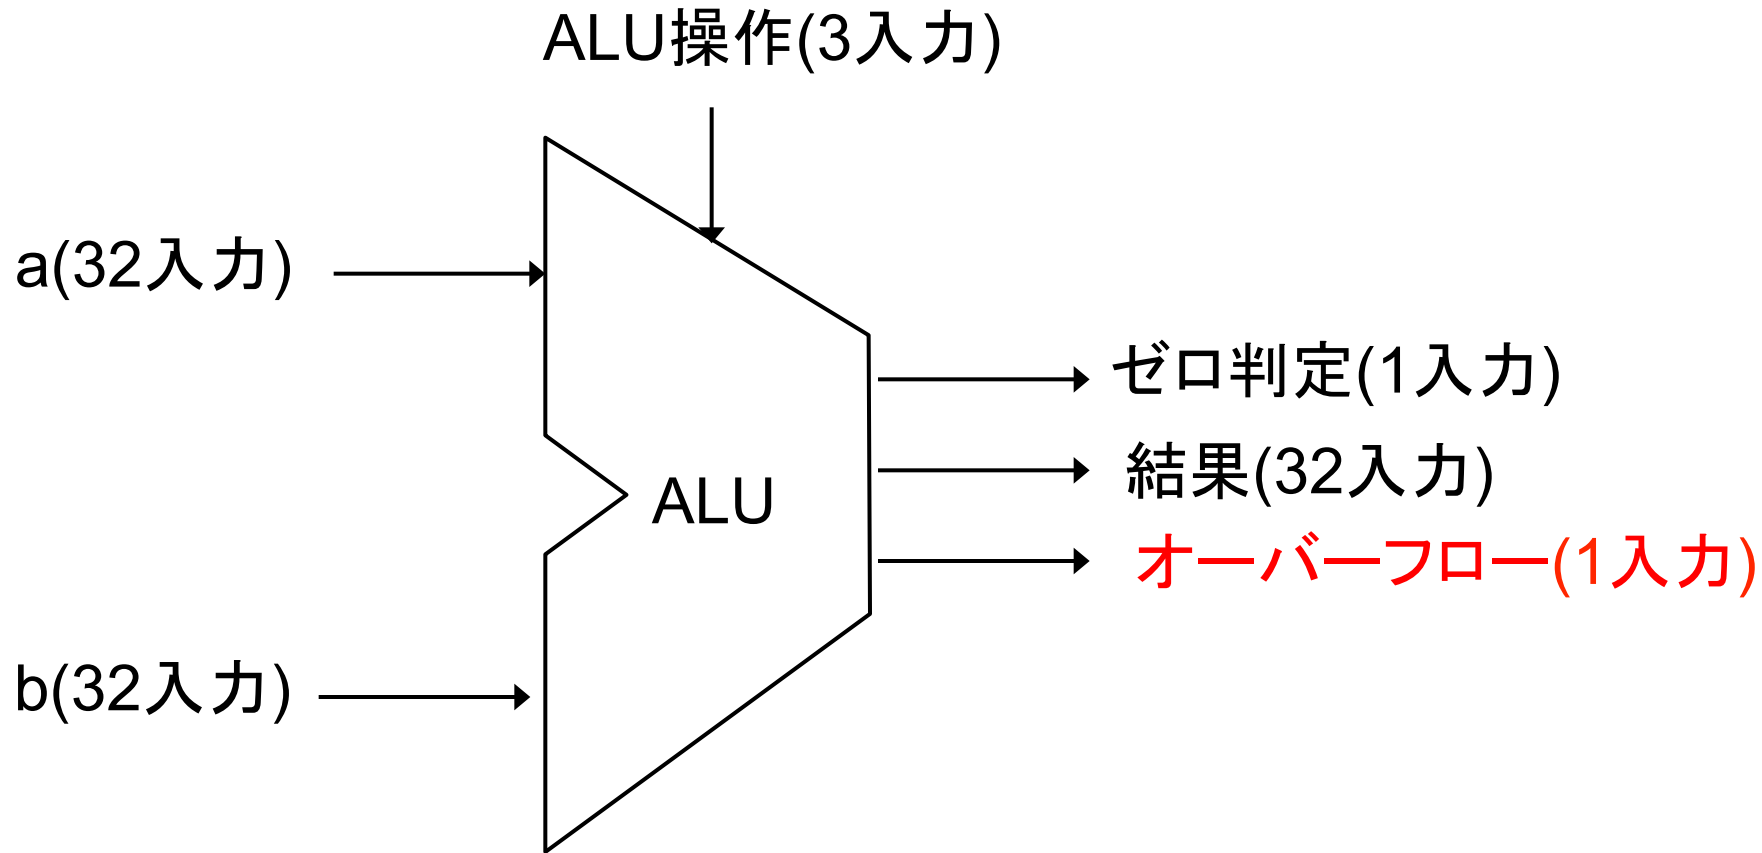 ALU操作(3入力)
a(32入力)
ゼロ判定(1入力)
結果(32入力)
ALU
オーバーフロー(1入力)
b(32入力)